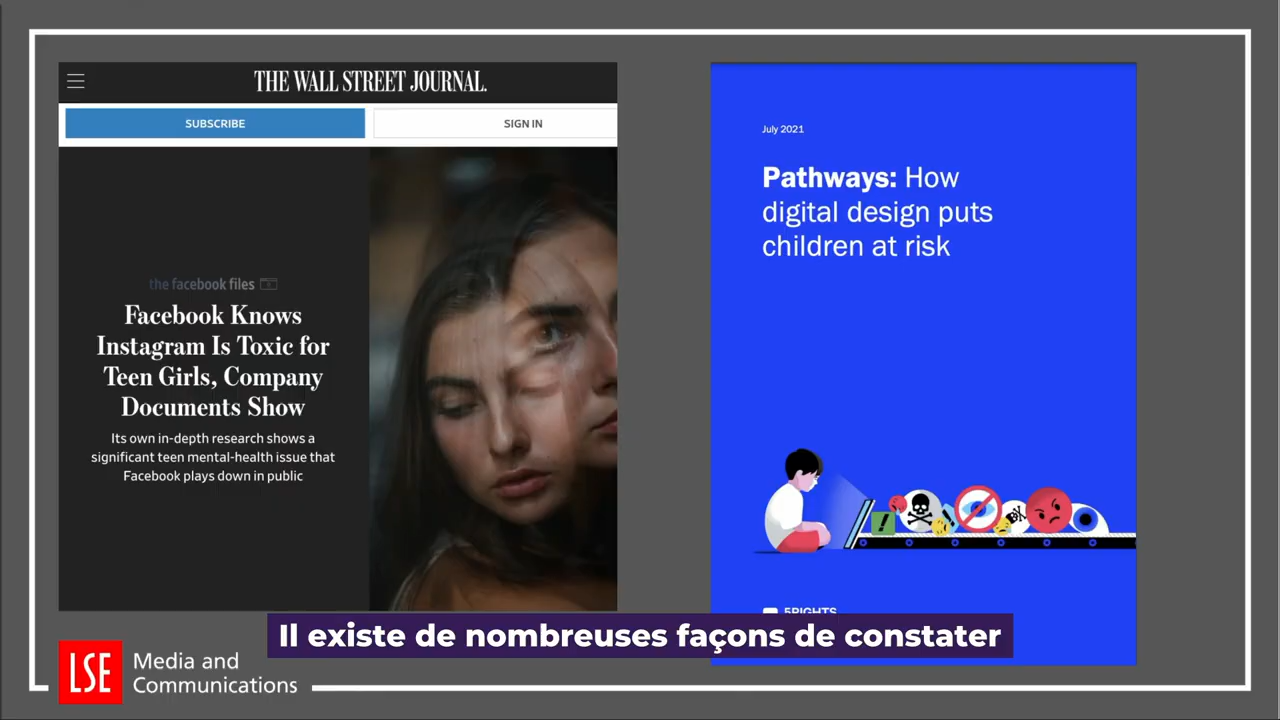 THE WALL STREET JOURNAL.
SUBSCRIBE
SIGN IN
the facebook files
Facebook Knows
Instagram Is Toxic for
Teen Girls, Company
Documents Show
Its own in-depth research shows a
significant teen mental-health issue that
Facebook plays down in public
July 2021
Pathways: How
digital design puts
children at risk
!
5RIGHTS
Il existe de nombreuses façons de constater
LSE
Media and
Communications